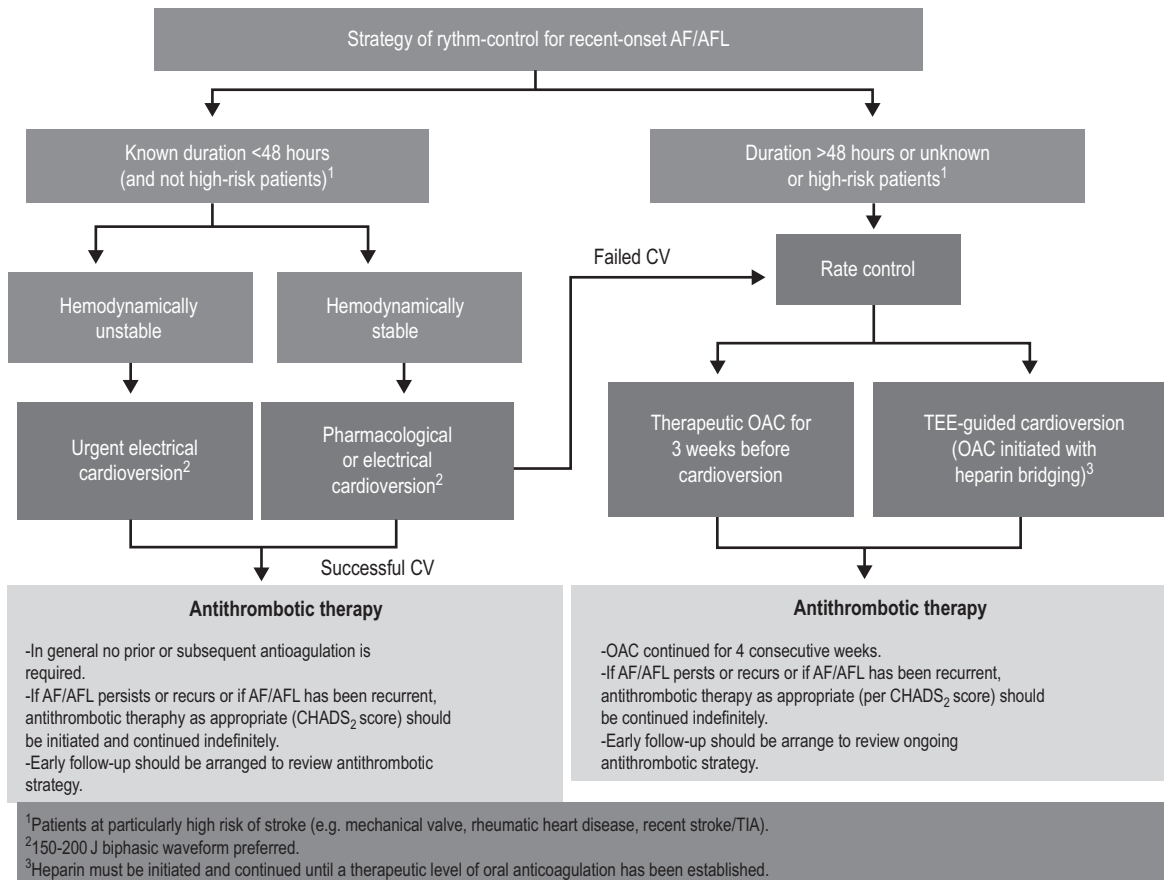 Strategy of rythm-control for recent-onset AF/AFL
Known duration <48 hours
(and not high-risk patients)1
Duration >48 hours or unknown
or high-risk patients1
Hemodynamically
unstable
Hemodynamically
stable
Failed CV
Rate control
Urgent electrical
cardioversion2
Pharmacological
or electrical
cardioversion2
Therapeutic OAC for
3 weeks before
cardioversion
TEE-guided cardioversion
(OAC initiated with
heparin bridging)3
Successful CV
Antithrombotic therapy
-In general no prior or subsequent antioagulation is
required.
-If AF/AFL persists or recurs or if AF/AFL has been recurrent,
antithrombotic theraphy as appropriate (CHADS2 score) should
be initiated and continued indefinitely.
-Early follow-up should be arranged to review antithrombotic
strategy.
Antithrombotic therapy
-OAC continued for 4 consecutive weeks.
-If AF/AFL persts or recurs or if AF/AFL has been recurrent,
antithrombotic therapy as appropriate (per CHADS2 score) should
be continued indefinitely.
-Early follow-up should be arrange to review ongoing
antithrombotic strategy.
1Patients at particularly high risk of stroke (e.g. mechanical valve, rheumatic heart disease, recent stroke/TIA).
2150-200 J biphasic waveform preferred.
3Heparin must be initiated and continued until a therapeutic level of oral anticoagulation has been established.